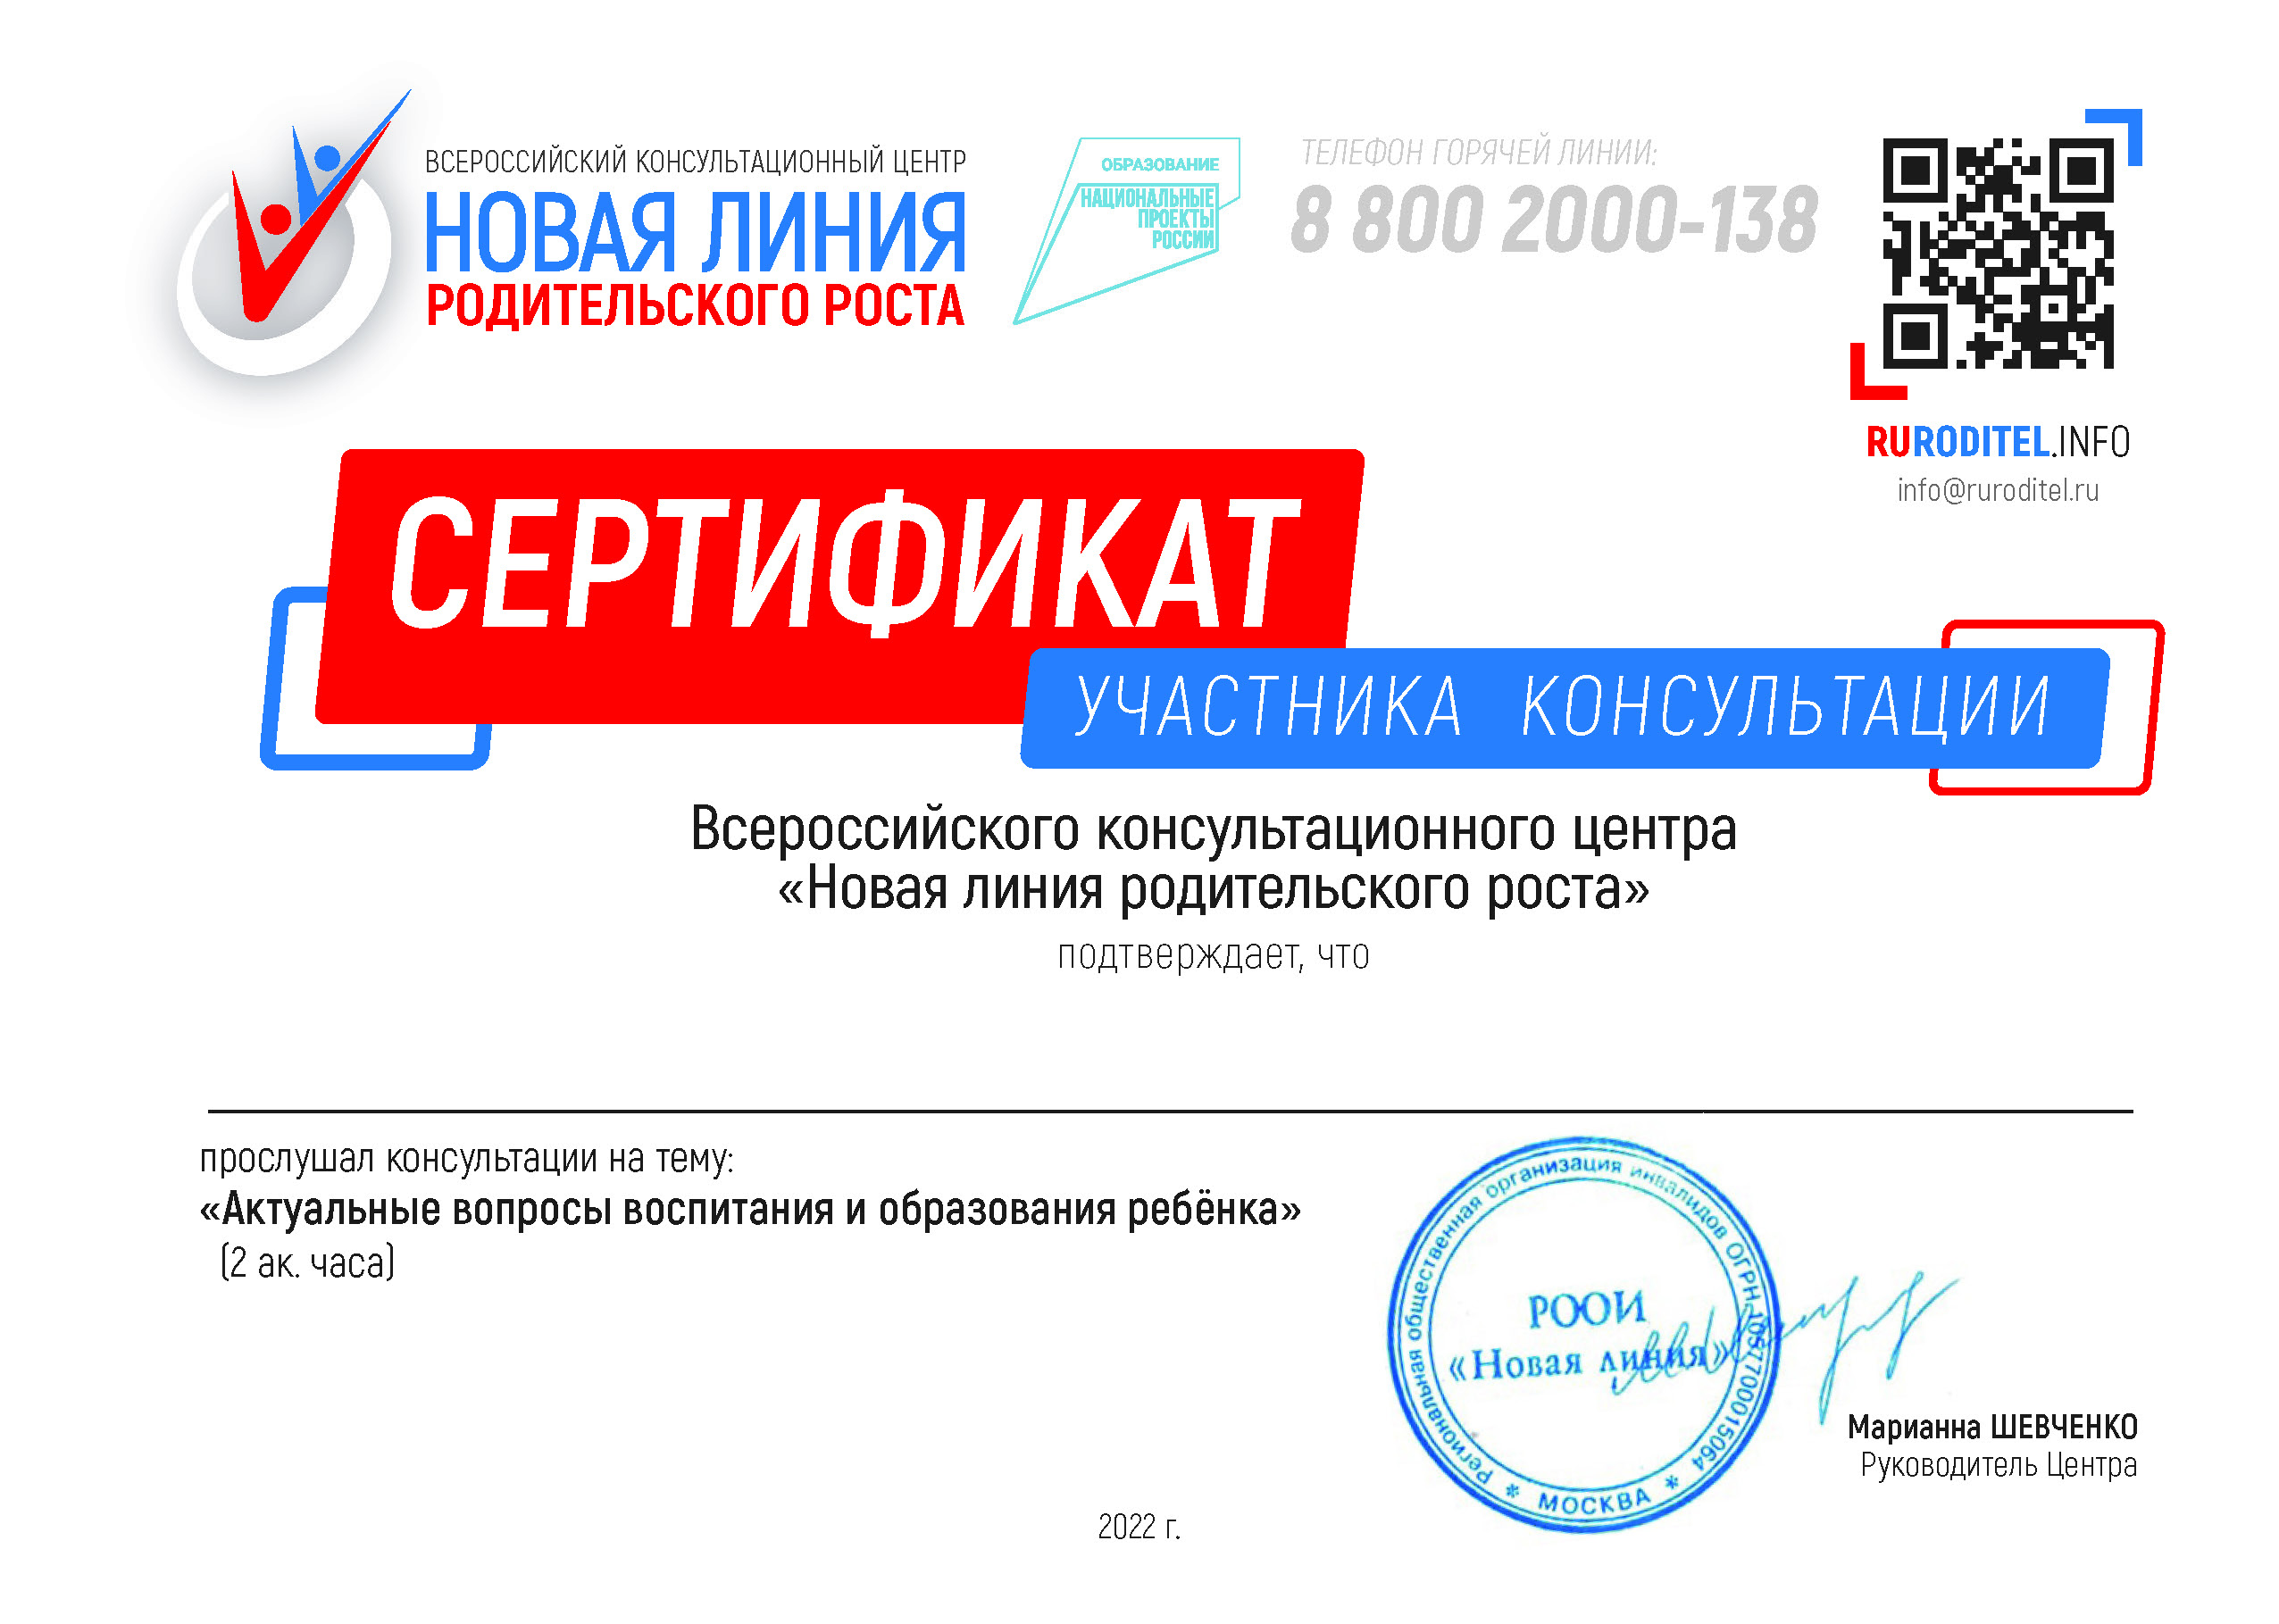 ВСЕРОССИЙСКИЙ КОНСУЛЬТАЦИОННЫЙ ЦЕНТР
НОВАЯ ЛИНИЯ
РОДИТЕЛЬСКОГО РОСТА
ОБРАЗОВАНИЕ
НАЦИОНАЛЬНЫЕ
ПРОЕКТЫ
РОССИИ
ТЕЛЕФОН ГОРЯЧЕЙ ЛИНИИ:
8 800 2000-138
RURODITEL.INFO
info@ruroditel.ru
СЕРТИФИКАТ
УЧАСТНИКА КОНСУЛЬТАЦИИ
Всероссийского консультационного центра
«Новая линия родительского роста»
подтверждает, что
прослушал консультации на тему:
«Актуальные вопросы воспитания и образования ребёнка»
(2 ак. часа)
Региональная общественная организация инвалидов ОГРН 1057700015064
* МОСКВА *
РООИ
«Новая линия»
Марианна ШЕВЧЕНКО
Руководитель Центра
2022 г.